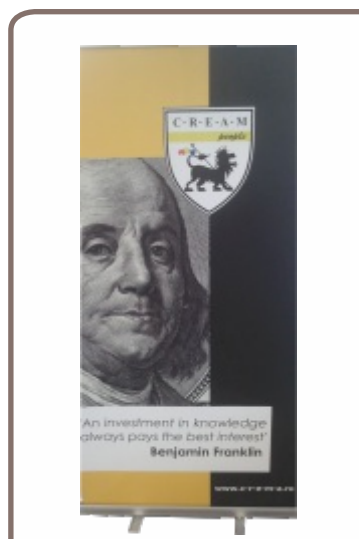 C-R-E-A-M
people
'An investment in knowledge
always pays the best interest'
Benjamin Franklin